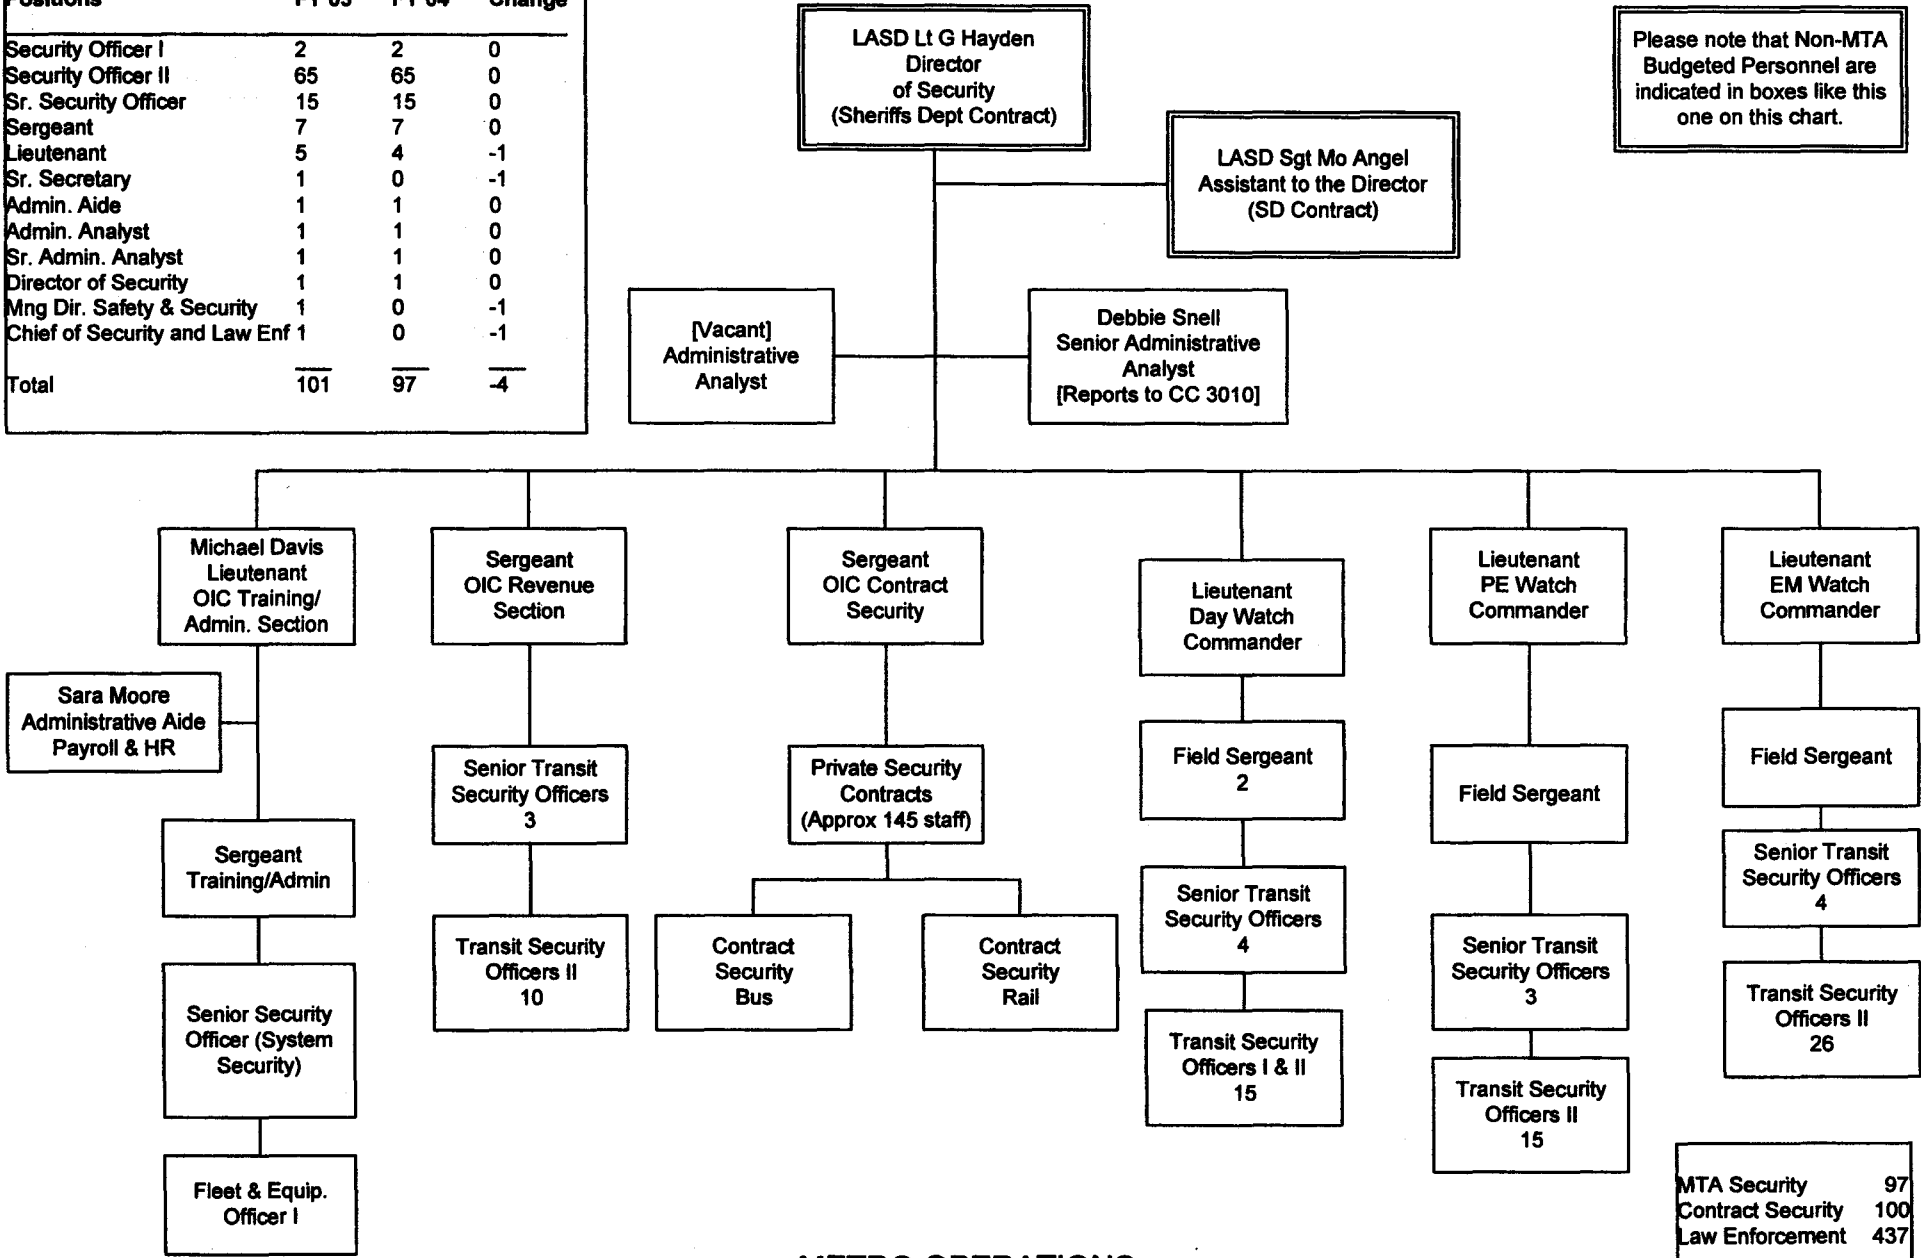 Positions FY 03 FY 04 Change
Security Officer I 2 2 0
Security Officer II 65 65 0
Sr. Security Officer 15 15 0
Sergeant 7 7 0
Lieutenant 5 4 -1
Sr. Secretary 1 0 -1
Admin. Aide 1 1 0
Admin. Analyst 1 1 0
Sr. Admin. Analyst 1 1 0
Director of Security 1 1 0
Mng Dir. Safety & Security 1 0 -1
Chief of Security and Law Enf 1 0 -1
Total 101 97 -4
LASD Lt G Hayden
Director
of Security
(Sheriffs Dept Contract)
Please note that Non-MTA
Budgeted Personnel are
indicated in boxes like this
one on this chart.
LASD Sgt Mo Angel
Assistant to the Director
(SD Contract)
[Vacant]
Administrative
Analyst
Debbie Snell
Senior Administrative
Analyst
[Reports to CC 3010]
Michael Davis
Lieutenant
OIC Training/
Admin. Section
Sara Moore
Administrative Aide
Payroll & HR
Sergeant
Training/Admin
Senior Security
Officer (System
Security)
Fleet & Equip.
Officer I
Sergeant
OIC Revenue
Section
Senior Transit
Security Officers
3
Transit Security
Officers II
10
Sergeant
OIC Contract
Security
Private Security
Contracts
(Approx 145 staff)
Contract
Security
Bus
Contract
Security
Rail
Lieutenant
Day Watch
Commander
Field Sergeant
2
Senior Transit
Security Officers
4
Transit Security
Officers I & II
15
Lieutenant
PE Watch
Commander
Field Sergeant
Senior Transit
Security Officers
3
Transit Security
Officers II
15
Lieutenant
EM Watch
Commander
Field Sergeant
Senior Transit
Security Officers
4
Transit Security
Officers II
26
MTA Security 97
Contract Security 100
Law Enforcement 437
METRO OPERATIONS